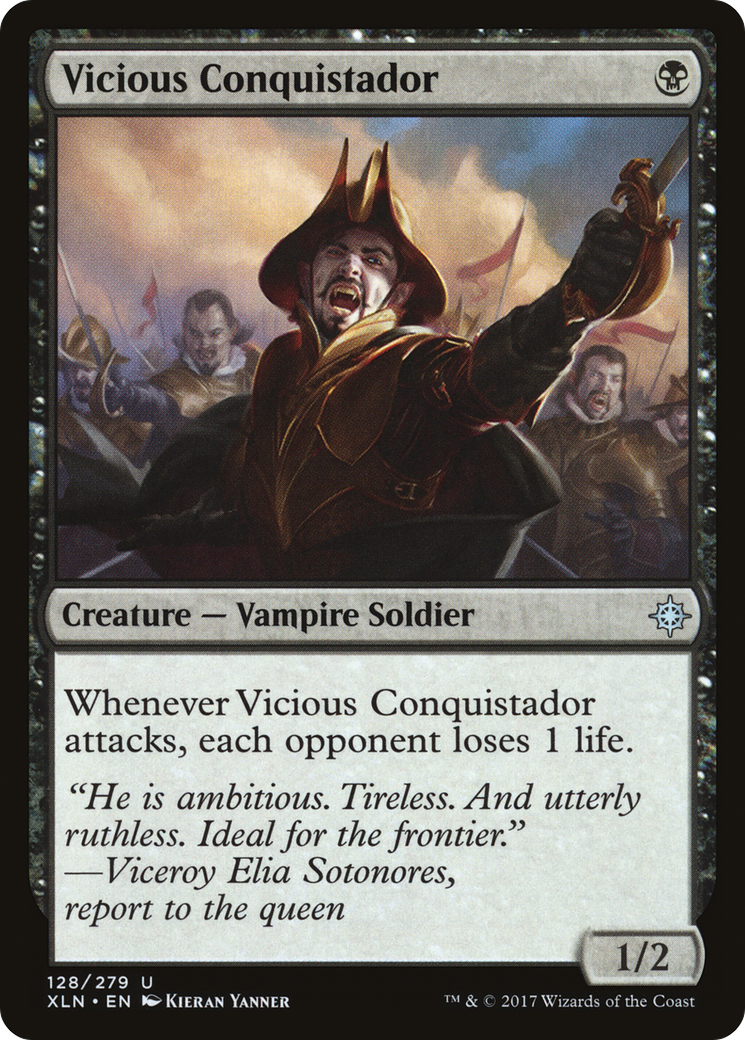 Vicious Conquistador
Creature — Vampire Soldier
Whenever Vicious Conquistador
attacks, each opponent loses 1 life.
“He is ambitious. Tireless. And utterly
ruthless. Ideal for the frontier.”
—Viceroy Elia Sotonores,
report to the queen
1/2
128/279 U
XLN • EN Kieran Yanner
™ & © 2017 Wizards of the Coast